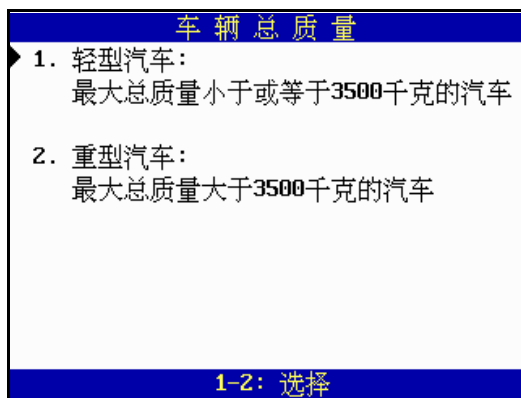 车辆总质量
1. 轻型汽车:
最大总质量小于或等于3500千克的汽车
2. 重型汽车:
最大总质量大于3500千克的汽车
1-2: 选择